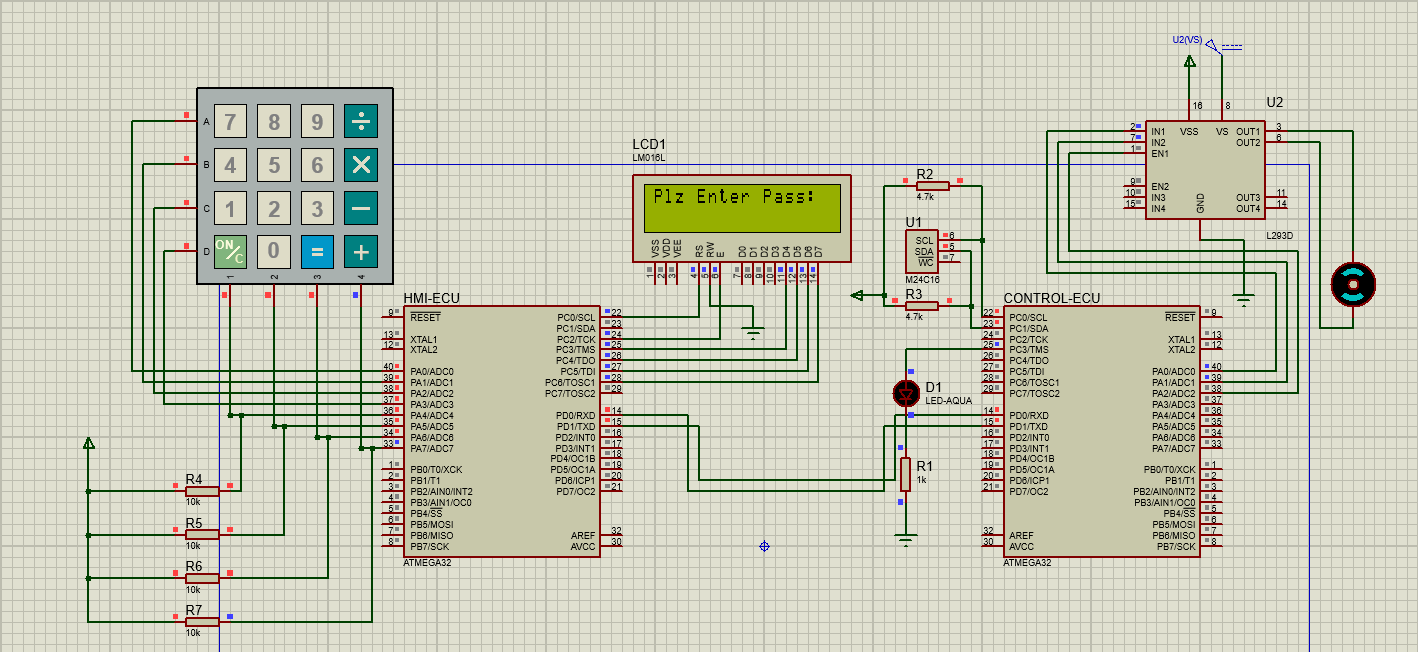 U2(VS)
U2
16
8
2
7
1
9
10
15
IN1
IN2
EN1
EN2
IN3
IN4
VSS
VS
GND
OUT1
OUT2
OUT3
OUT4
3
6
11
14
L293D
A
B
C
D
7 8 9 ÷
4 5 6 ×
1 2 3 −
ON/C 0 = +
1 2 3 4
LCD1
LM016L
Plz Enter Pass:
VSS
VDD
VEE
RS
RW
E
D0
D1
D2
D3
D4
D5
D6
D7
1
2
3
4
5
6
7
8
9
10
11
12
13
14
R2
4.7k
U1
SCL
SDA
WC
6
5
7
M24C16
R3
4.7k
HMI-ECU
9 RESET
13 XTAL1
12 XTAL2
40 PA0/ADC0
39 PA1/ADC1
38 PA2/ADC2
37 PA3/ADC3
36 PA4/ADC4
35 PA5/ADC5
34 PA6/ADC6
33 PA7/ADC7
1 PB0/T0/XCK
2 PB1/T1
3 PB2/AIN0/INT2
4 PB3/AIN1/OC0
5 PB4/SS
6 PB5/MOSI
7 PB6/MISO
8 PB7/SCK
PC0/SCL 22
PC1/SDA 23
PC2/TCK 24
PC3/TMS 25
PC4/TDO 26
PC5/TDI 27
PC6/TOSC1 28
PC7/TOSC2 29
PD0/RXD 14
PD1/TXD 15
PD2/INT0 16
PD3/INT1 17
PD4/OC1B 18
PD5/OC1A 19
PD6/ICP1 20
PD7/OC2 21
AREF 32
AVCC 30
ATMEGA32
D1
LED-AQUA
R1
1k
CONTROL-ECU
22 PC0/SCL
23 PC1/SDA
24 PC2/TCK
25 PC3/TMS
26 PC4/TDO
27 PC5/TDI
28 PC6/TOSC1
29 PC7/TOSC2
14 PD0/RXD
15 PD1/TXD
16 PD2/INT0
17 PD3/INT1
18 PD4/OC1B
19 PD5/OC1A
20 PD6/ICP1
21 PD7/OC2
32 AREF
30 AVCC
RESET 9
XTAL1 13
XTAL2 12
PA0/ADC0 40
PA1/ADC1 39
PA2/ADC2 38
PA3/ADC3 37
PA4/ADC4 36
PA5/ADC5 35
PA6/ADC6 34
PA7/ADC7 33
PB0/T0/XCK 1
PB1/T1 2
PB2/AIN0/INT2 3
PB3/AIN1/OC0 4
PB4/SS 5
PB5/MOSI 6
PB6/MISO 7
PB7/SCK 8
ATMEGA32
R4
10k
R5
10k
R6
10k
R7
10k